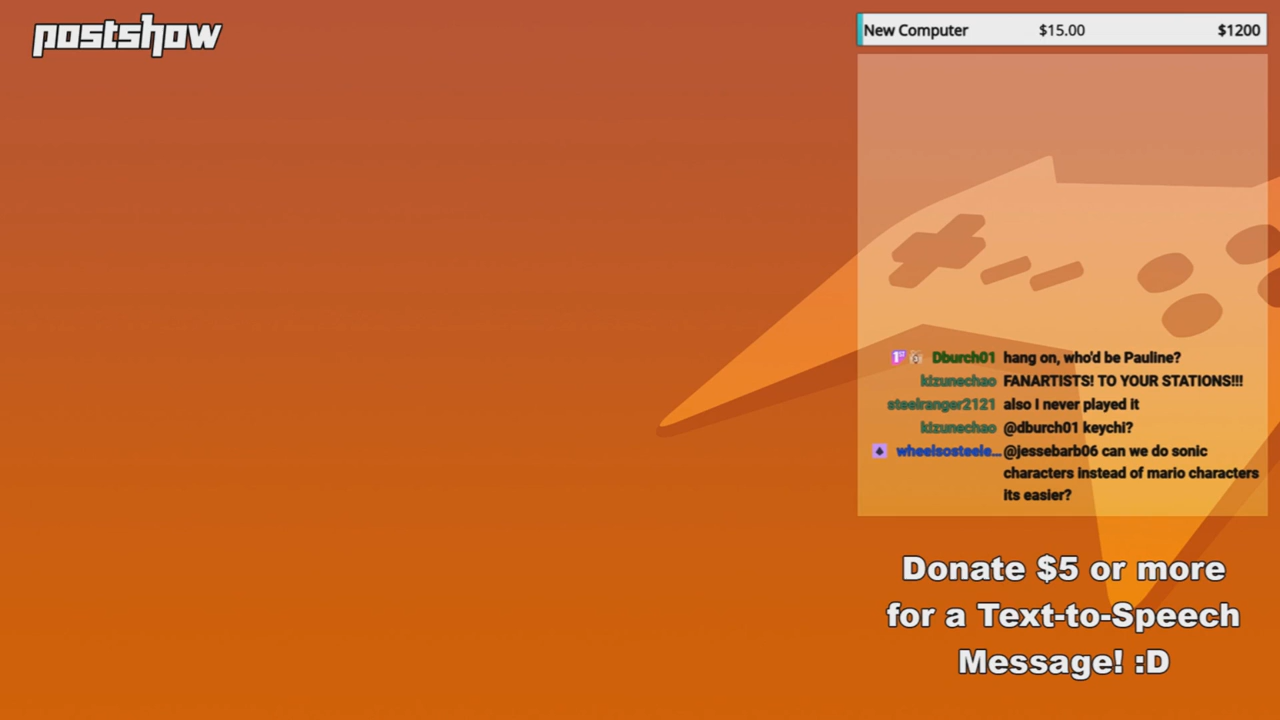 postshow
New Computer $15.00 $1200
Dburch01 hang on, who'd be Pauline?
kizunechao FANARTISTS! TO YOUR STATIONS!!!
steelranger2121 also I never played it
kizunechao @dburch01 keychi?
wheelsosteele... @jessebarb06 can we do sonic
characters instead of mario characters
its easier?
Donate $5 or more
for a Text-to-Speech
Message! :D